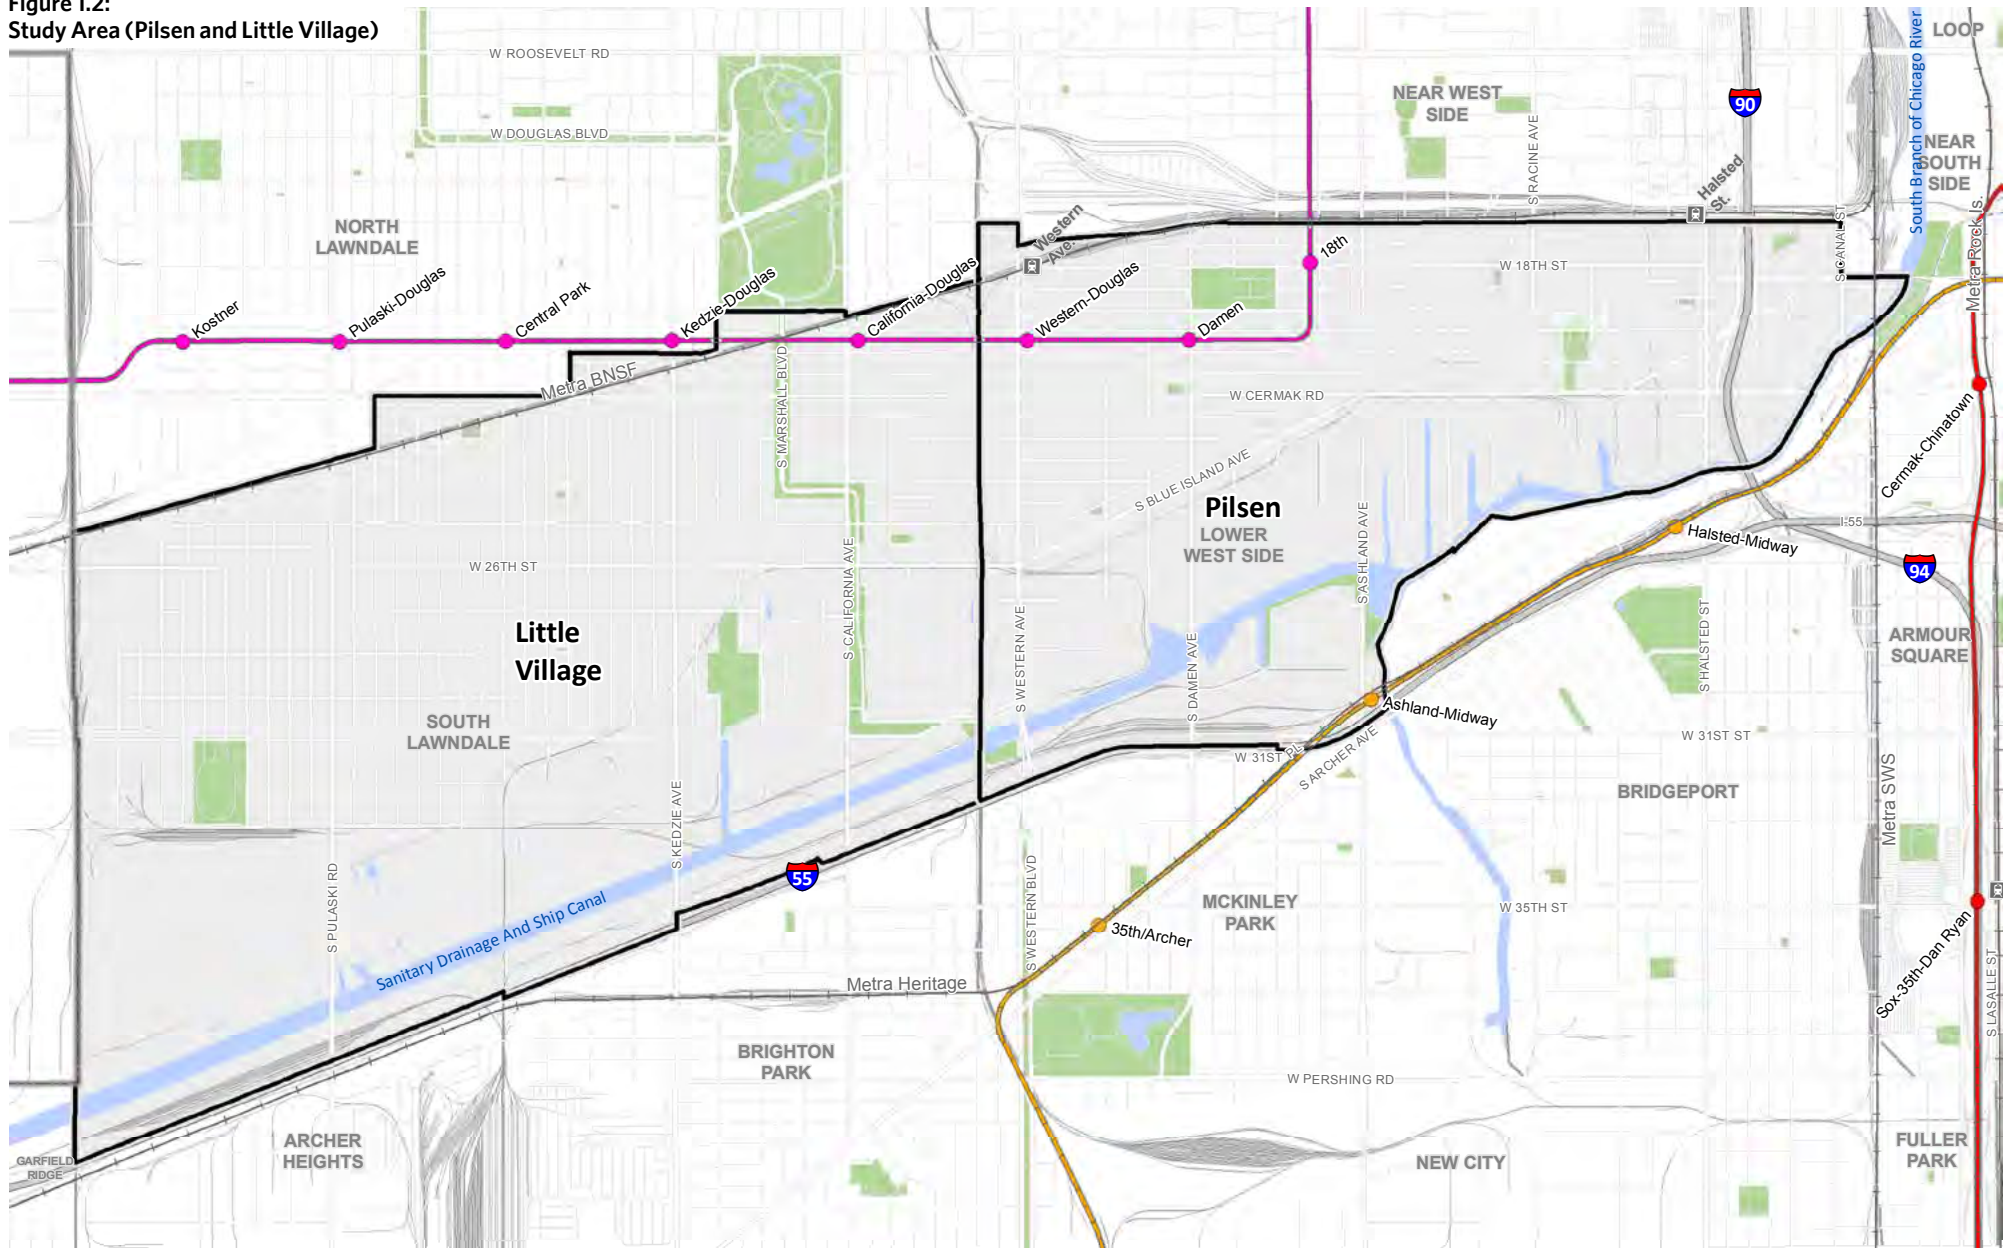 Figure 1.2:
Study Area (Pilsen and Little Village)
W ROOSEVELT RD
LOOP
South Branch of Chicago River
NEAR WEST
SIDE
90
W DOUGLAS BLVD
S RACINE AVE
NEAR
SOUTH
SIDE
Halsted
St.
NORTH
LAWNDALE
Western
Ave.
S CANAL ST
Metra Rock Is.
18th
W 18TH ST
Kostner
Pulaski-Douglas
Central Park
Kedzie-Douglas
California-Douglas
Western-Douglas
Damen
Metra BNSF
S MARSHALL BLVD
W CERMAK RD
Cermak-Chinatown
S BLUE ISLAND AVE
Pilsen
LOWER
WEST SIDE
S ASHLAND AVE
I-55
Halsted-Midway
94
W 26TH ST
S CALIFORNIA AVE
Little
Village
S WESTERN AVE
S DAMEN AVE
S HALSTED ST
ARMOUR
SQUARE
SOUTH
LAWNDALE
Ashland-Midway
W 31ST PL
S ARCHER AVE
W 31ST ST
BRIDGEPORT
Metra SWS
S KEDZIE AVE
55
S PULASKI RD
Sanitary Drainage And Ship Canal
S WESTERN BLVD
MCKINLEY
PARK
W 35TH ST
35th/Archer
Sox-35th-Dan Ryan
S LASALLE ST
Metra Heritage
BRIGHTON
PARK
W PERSHING RD
ARCHER
HEIGHTS
GARFIELD
RIDGE
NEW CITY
FULLER
PARK